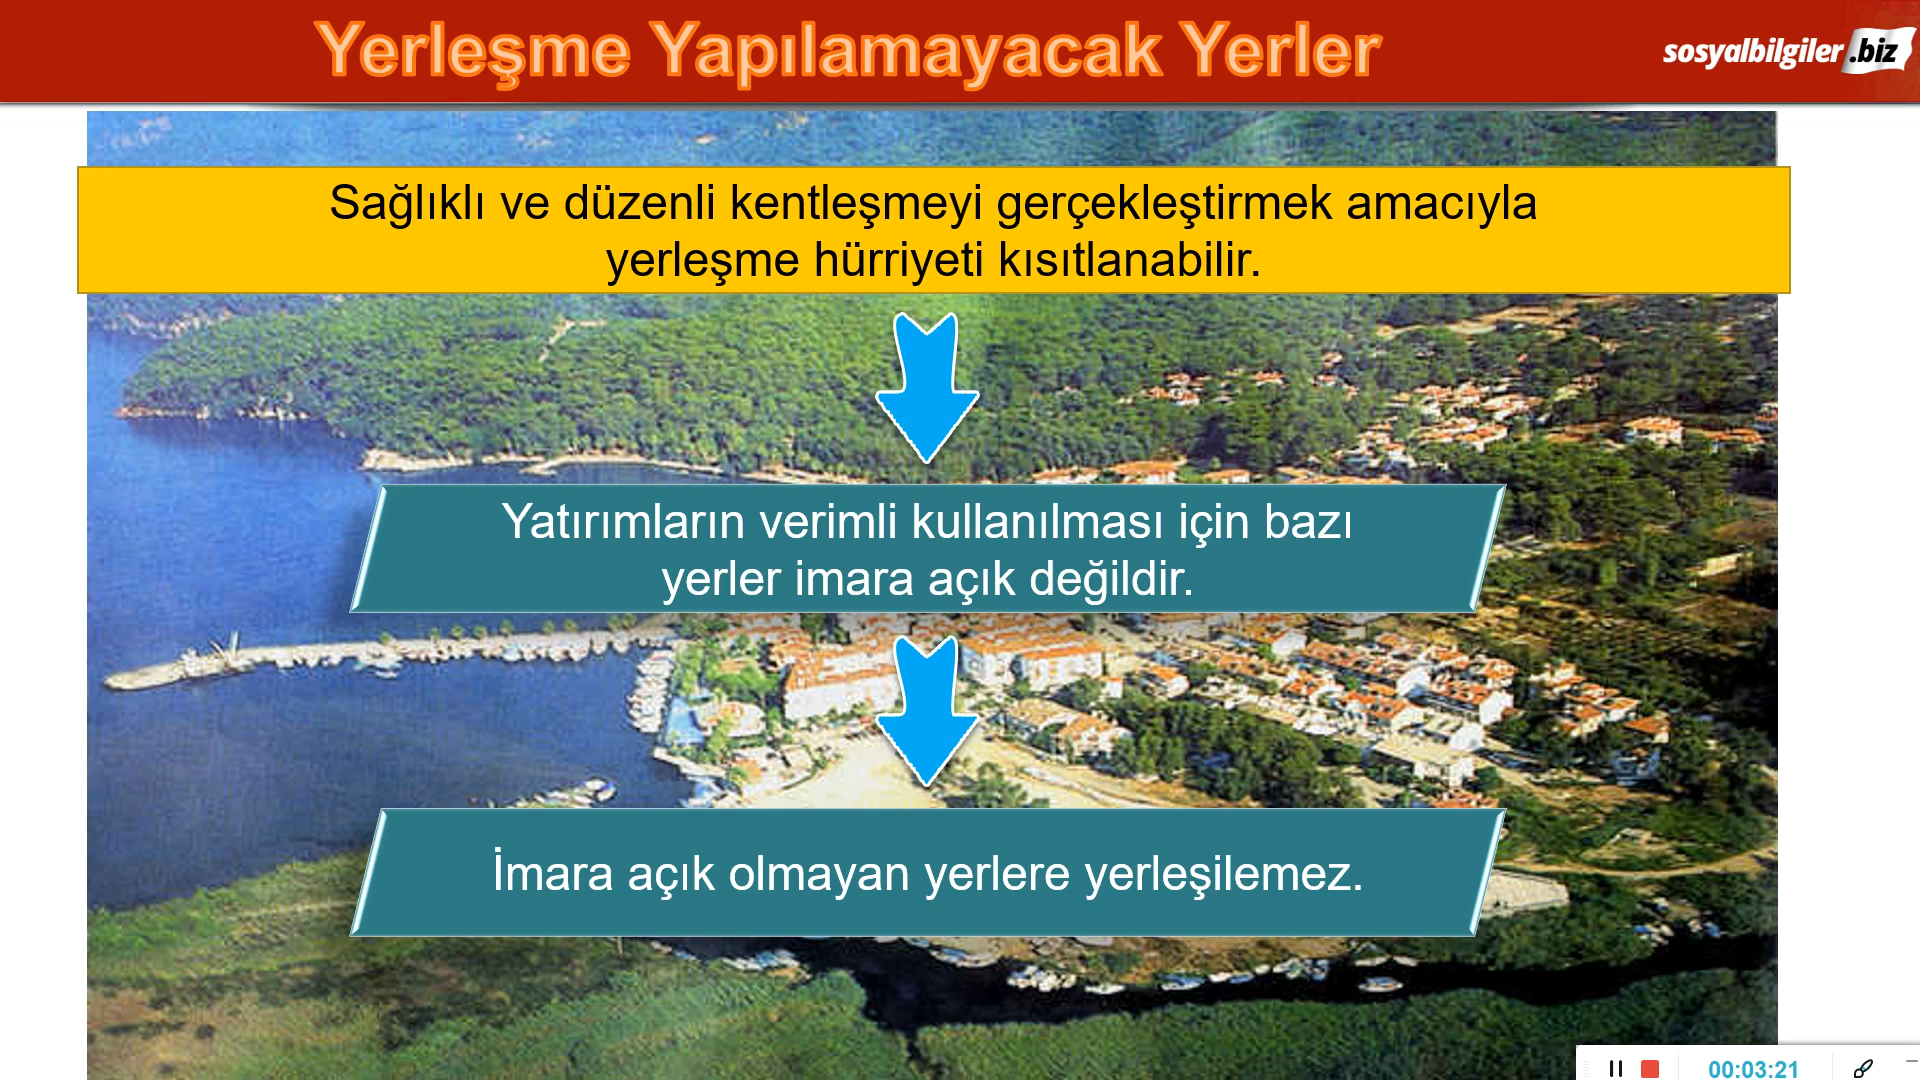 Yerleşme Yapılamayacak Yerler
sosyalbilgiler.biz
Sağlıklı ve düzenli kentleşmeyi gerçekleştirmek amacıyla
yerleşme hürriyeti kısıtlanabilir.
Yatırımların verimli kullanılması için bazı
yerler imara açık değildir.
İmara açık olmayan yerlere yerleşilemez.
00:03:21